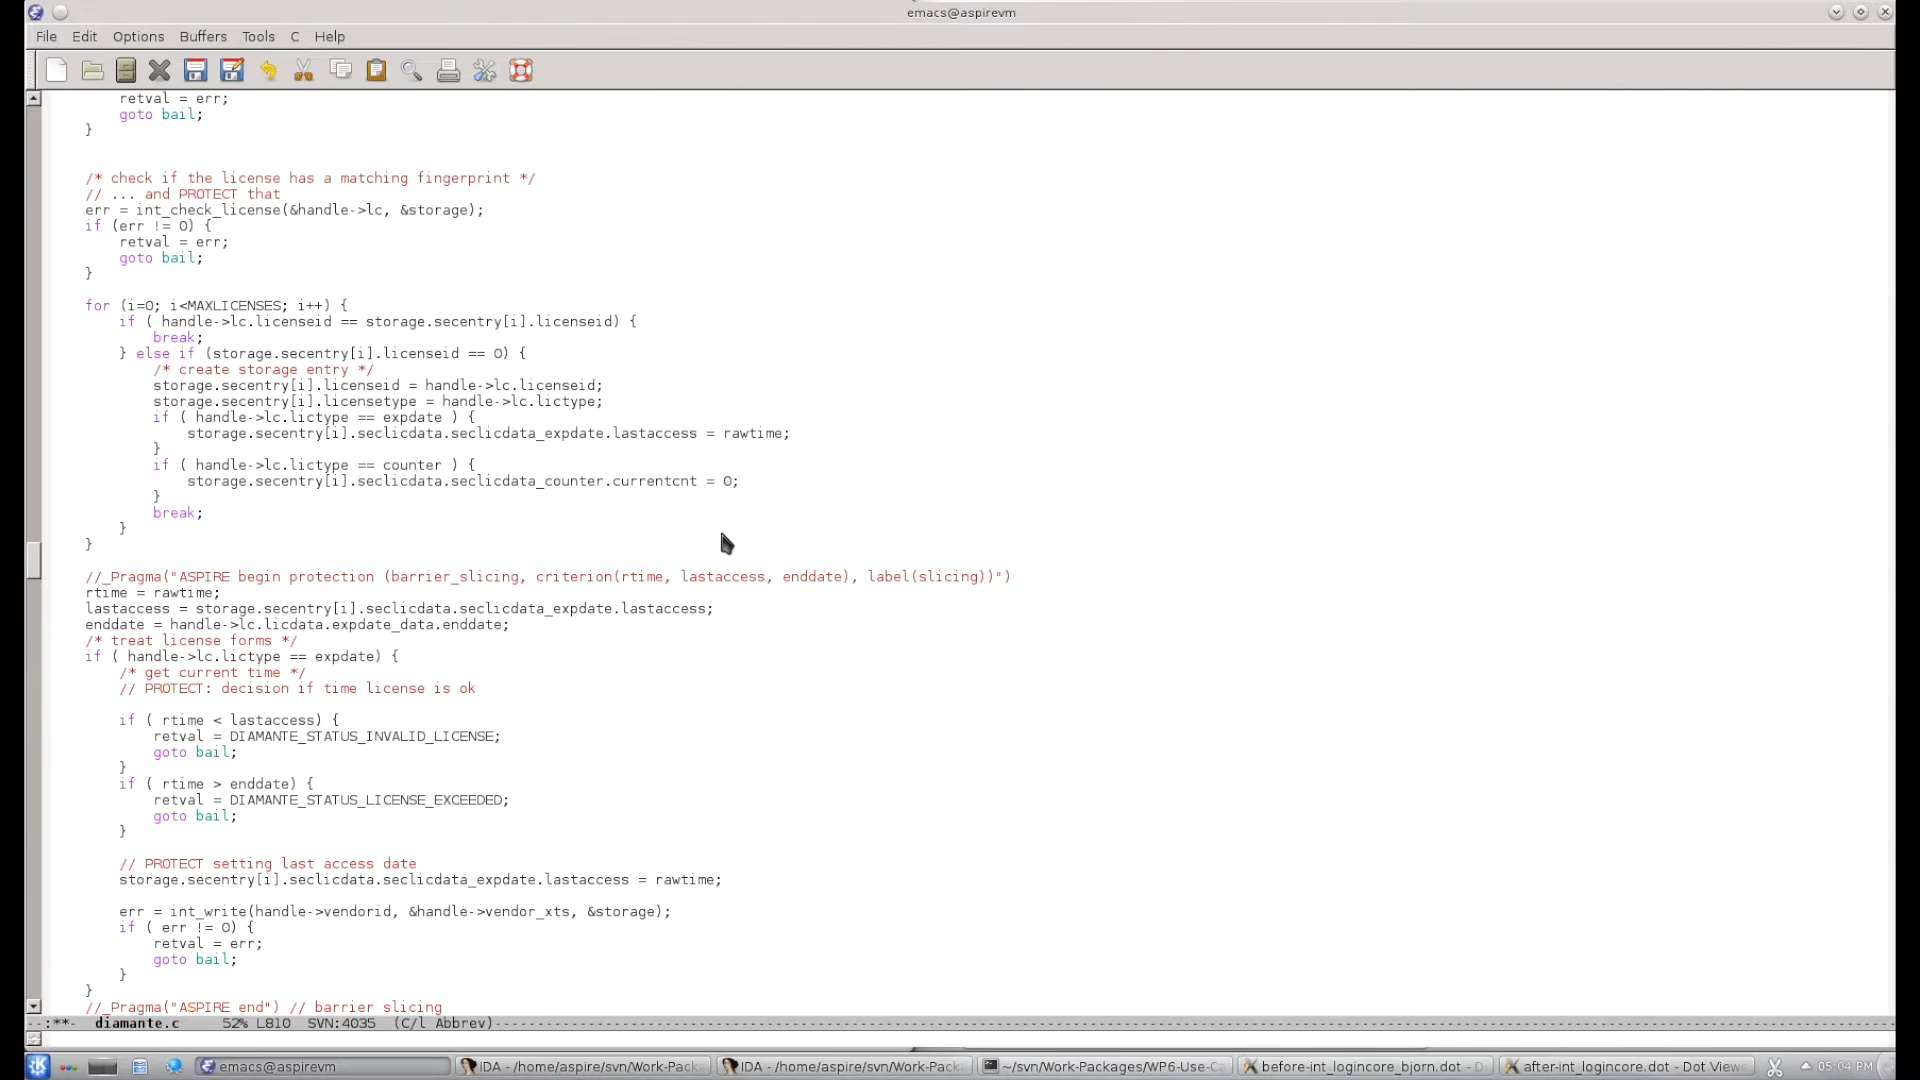 emacs@aspirevm
File Edit Options Buffers Tools C Help
retval = err;
goto bail;
}
/* check if the license has a matching fingerprint */
// ... and PROTECT that
err = int_check_license(&handle->lc, &storage);
if (err != 0) {
retval = err;
goto bail;
}
for (i=0; i<MAXLICENSES; i++) {
if ( handle->lc.licenseid == storage.secentry[i].licenseid) {
break;
} else if (storage.secentry[i].licenseid == 0) {
/* create storage entry */
storage.secentry[i].licenseid = handle->lc.licenseid;
storage.secentry[i].licensetype = handle->lc.lictype;
if ( handle->lc.lictype == expdate ) {
storage.secentry[i].seclicdata.seclicdata_expdate.lastaccess = rawtime;
}
if ( handle->lc.lictype == counter ) {
storage.secentry[i].seclicdata.seclicdata_counter.currentcnt = 0;
}
break;
}
}
//_Pragma("ASPIRE begin protection (barrier_slicing, criterion(rtime, lastaccess, enddate), label(slicing))")
rtime = rawtime;
lastaccess = storage.secentry[i].seclicdata.seclicdata_expdate.lastaccess;
enddate = handle->lc.licdata.expdate_data.enddate;
/* treat license forms */
if ( handle->lc.lictype == expdate) {
/* get current time */
// PROTECT: decision if time license is ok
if ( rtime < lastaccess) {
retval = DIAMANTE_STATUS_INVALID_LICENSE;
goto bail;
}
if ( rtime > enddate) {
retval = DIAMANTE_STATUS_LICENSE_EXCEEDED;
goto bail;
}
// PROTECT setting last access date
storage.secentry[i].seclicdata.seclicdata_expdate.lastaccess = rawtime;
err = int_write(handle->vendorid, &handle->vendor_xts, &storage);
if ( err != 0) {
retval = err;
goto bail;
}
}
//_Pragma("ASPIRE end") // barrier slicing
--:**- diamante.c 52% L810 SVN:4035 (C/l Abbrev)
emacs@aspirevm IDA - /home/aspire/svn/Work-Pack IDA - /home/aspire/svn/Work-Pack ~/svn/Work-Packages/WP6-Use-C before-int_logincore_bjorn.dot - D after-int_logincore.dot - Dot Viewe 05:04 PM